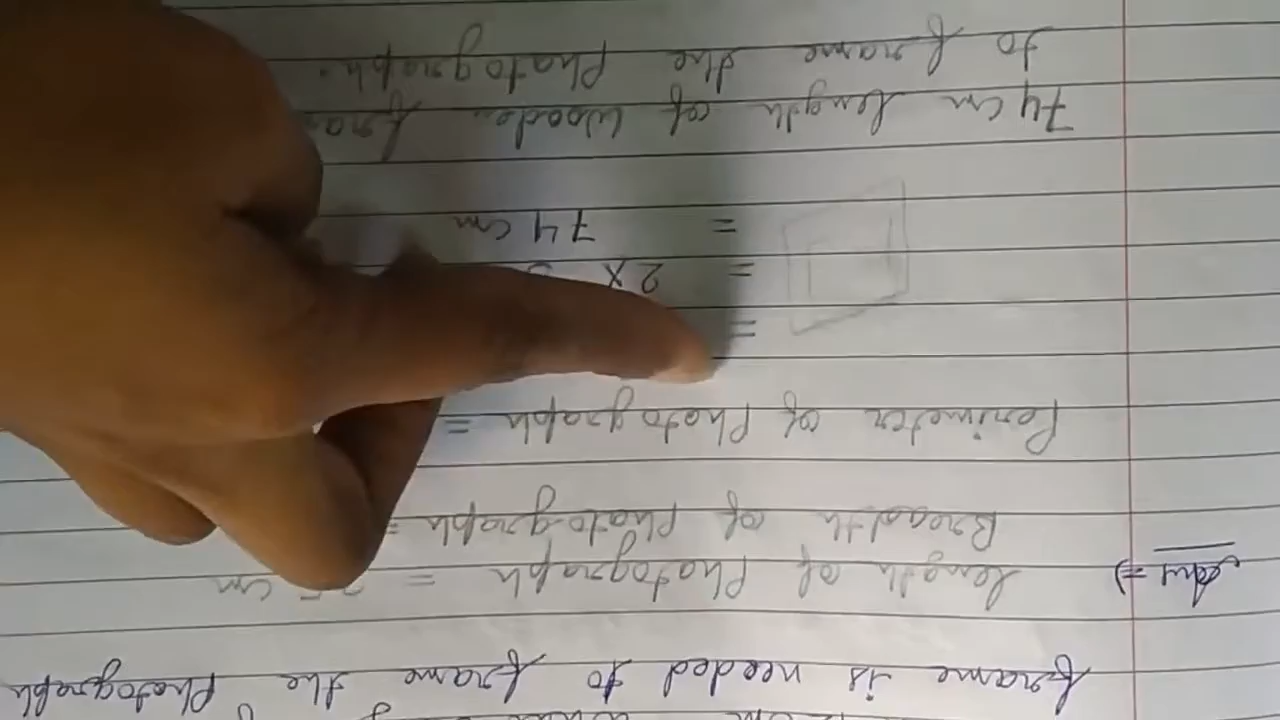 frame is needed to frame the Photograph
Ans ⇒ Length of Photograph = cm
Breadth of Photograph =
Perimeter of Photograph =
=
= 2 x
= 74 cm
74 cm length of wooden
to frame the Photograph.